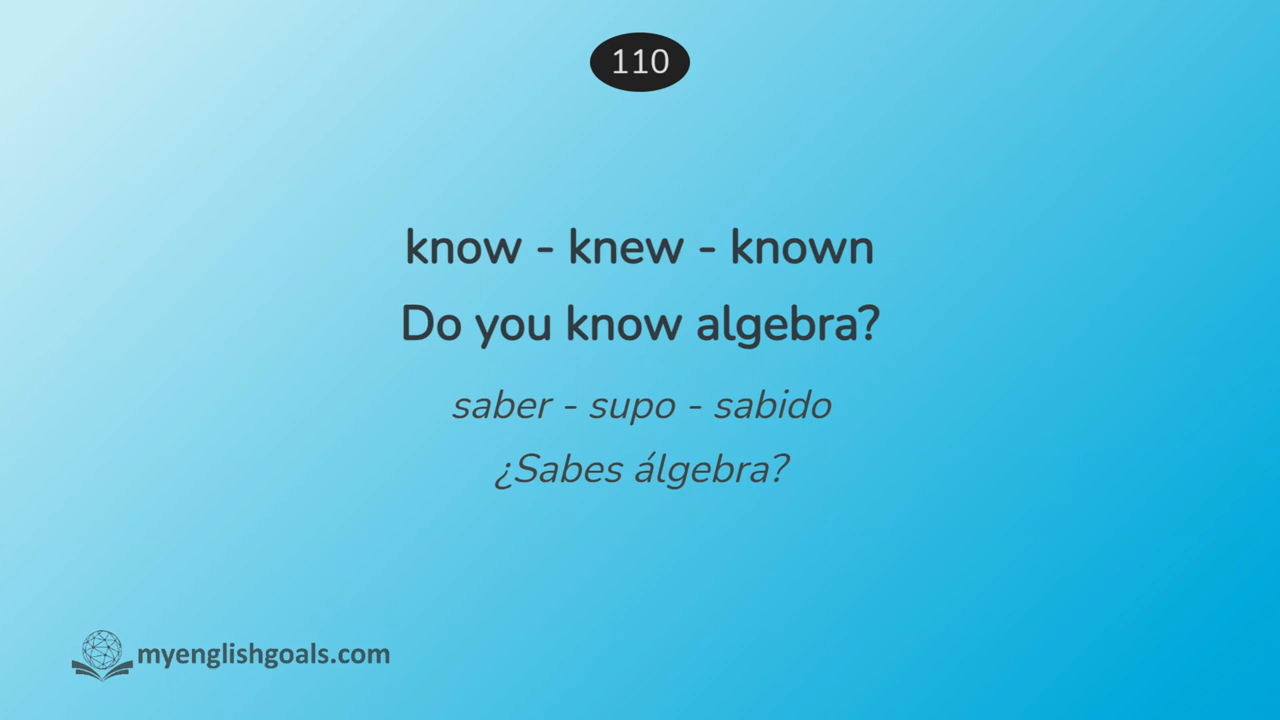 110
know - knew - known
Do you know algebra?
saber - supo - sabido
¿Sabes álgebra?
myenglishgoals.com